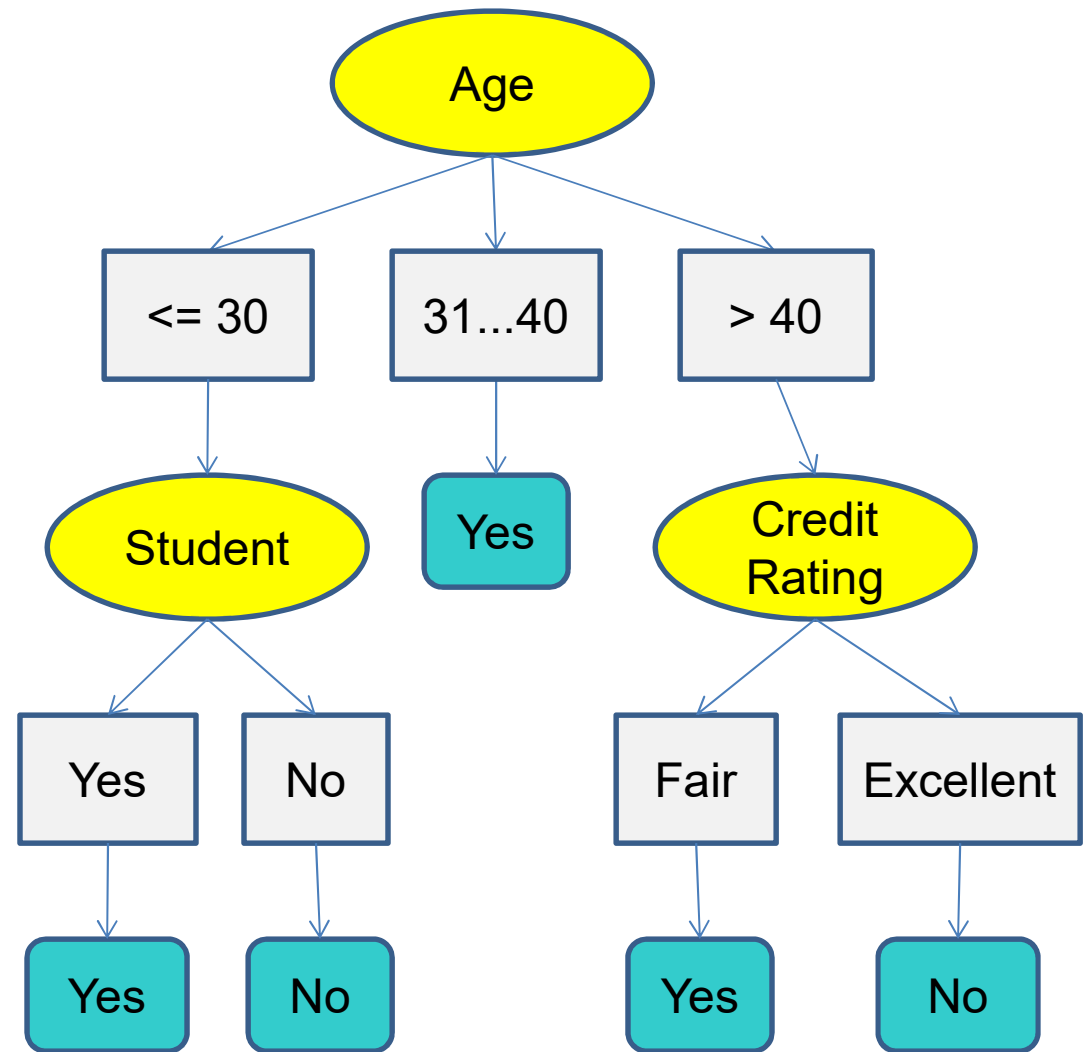 Age
<= 30
31...40
> 40
Student
Yes
Credit
Rating
Yes
No
Fair
Excellent
Yes
No
Yes
No